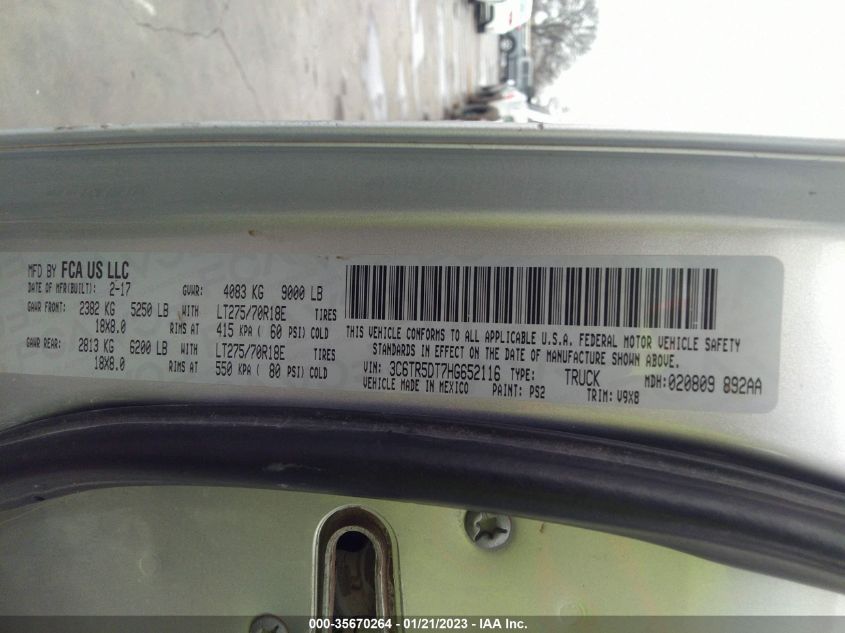 MFD BY FCA US LLC
DATE OF MFR(BUILT): 2-17 GVWR: 4083 KG 9000 LB
GAWR FRONT: 2382 KG 5250 LB WITH LT275/70R18E TIRES
18X8.0 RIMS AT 415 KPA ( 60 PSI) COLD
GAWR REAR: 2813 KG 6200 LB WITH LT275/70R18E TIRES
18X8.0 RIMS AT 550 KPA ( 80 PSI) COLD
THIS VEHICLE CONFORMS TO ALL APPLICABLE U.S.A. FEDERAL MOTOR VEHICLE SAFETY
STANDARDS IN EFFECT ON THE DATE OF MANUFACTURE SHOWN ABOVE.
VIN: 3C6TR5DT7HG652116 TYPE: TRUCK MDH:020809 892AA
VEHICLE MADE IN MEXICO PAINT: PS2 TRIM: V9X8
000-35670264 - 01/21/2023 - IAA Inc.